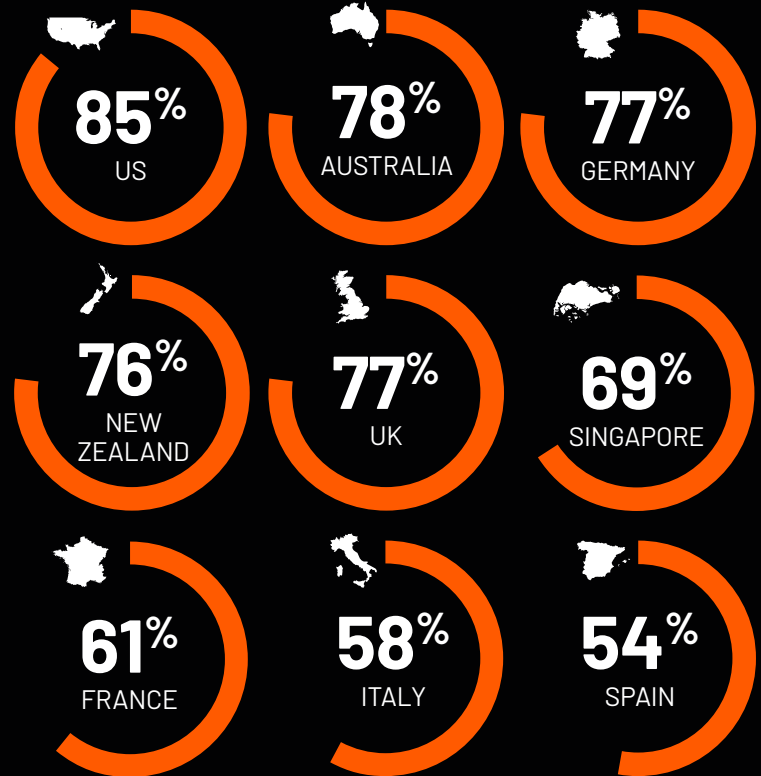 85%
US
78%
AUSTRALIA
77%
GERMANY
76%
NEW
ZEALAND
77%
UK
69%
SINGAPORE
61%
FRANCE
58%
ITALY
54%
SPAIN